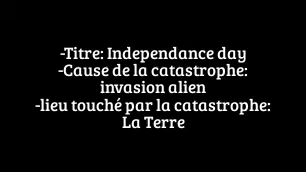 -Titre: Independance day
-Cause de la catastrophe:
invasion alien
-lieu touché par la catastrophe:
La Terre